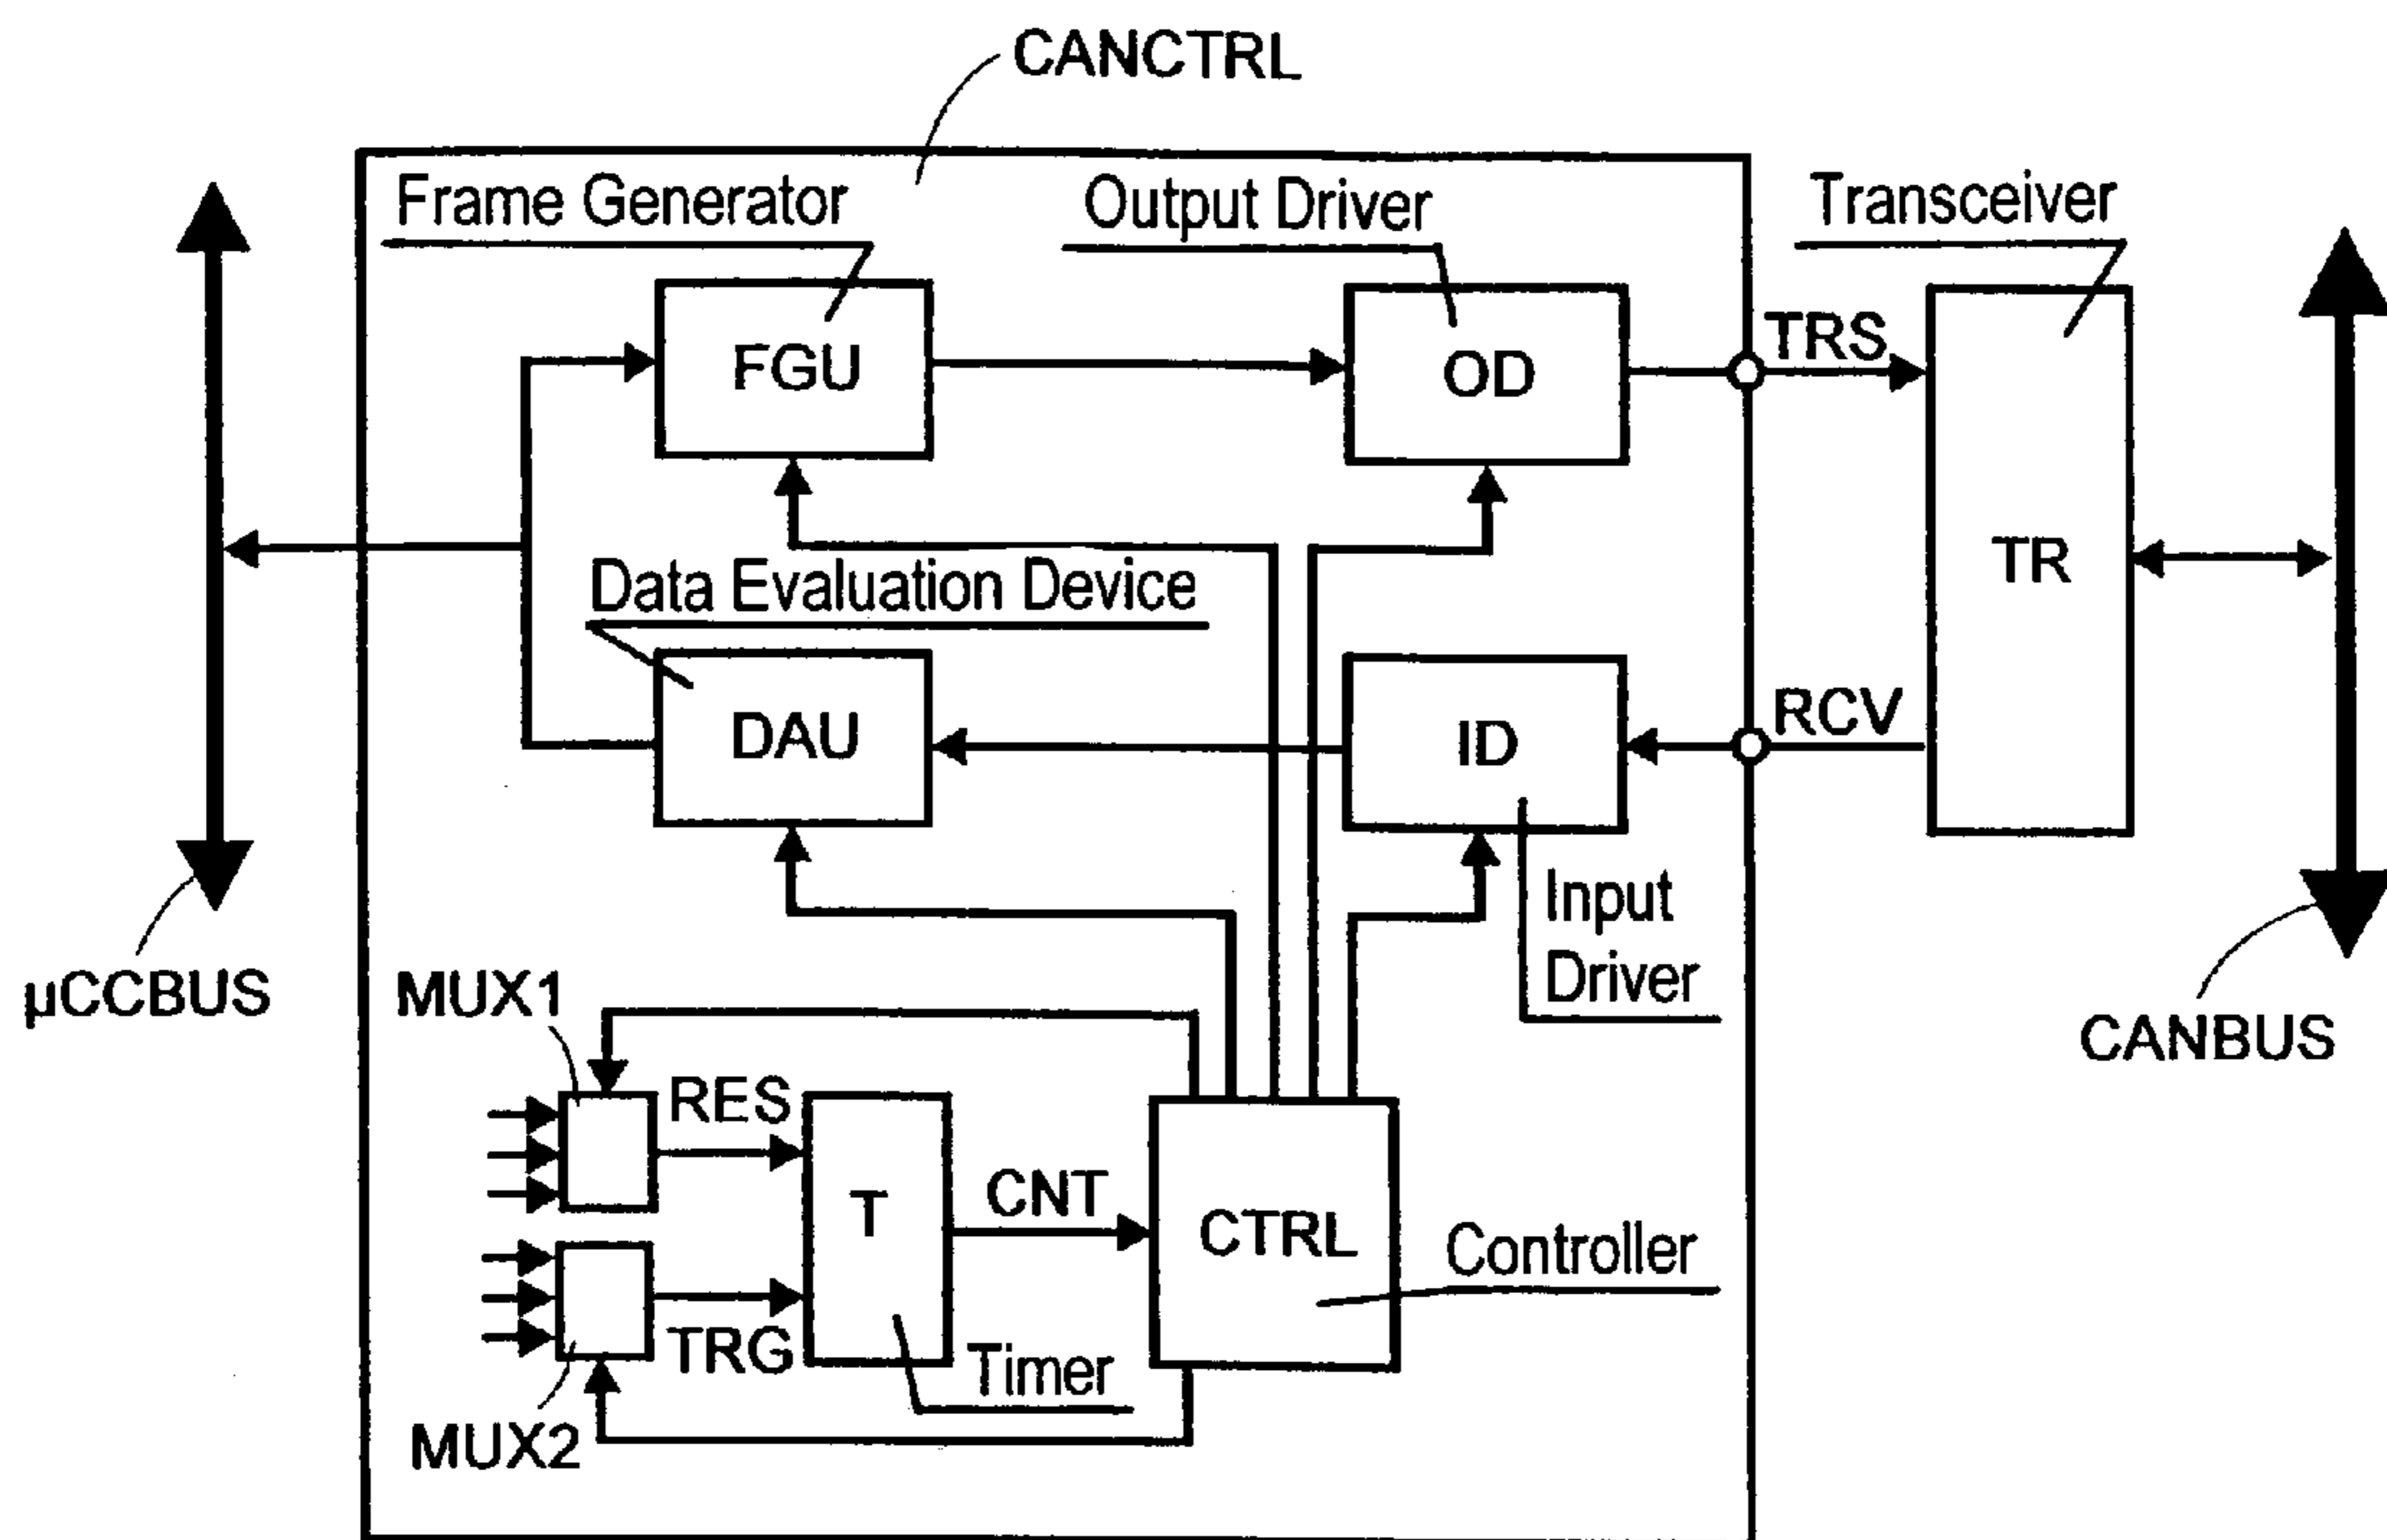 CANCTRL
Frame Generator
Output Driver
Transceiver
TRS
FGU
OD
TR
Data Evaluation Device
RCV
DAU
ID
Input
Driver
µCCBUS
MUX1
CANBUS
RES
CNT
T
CTRL
Controller
TRG
Timer
MUX2